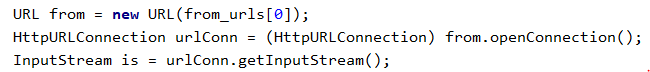 URL from = new URL(from_urls[0]);
HttpURLConnection urlConn = (HttpURLConnection) from.openConnection();
InputStream is = urlConn.getInputStream();